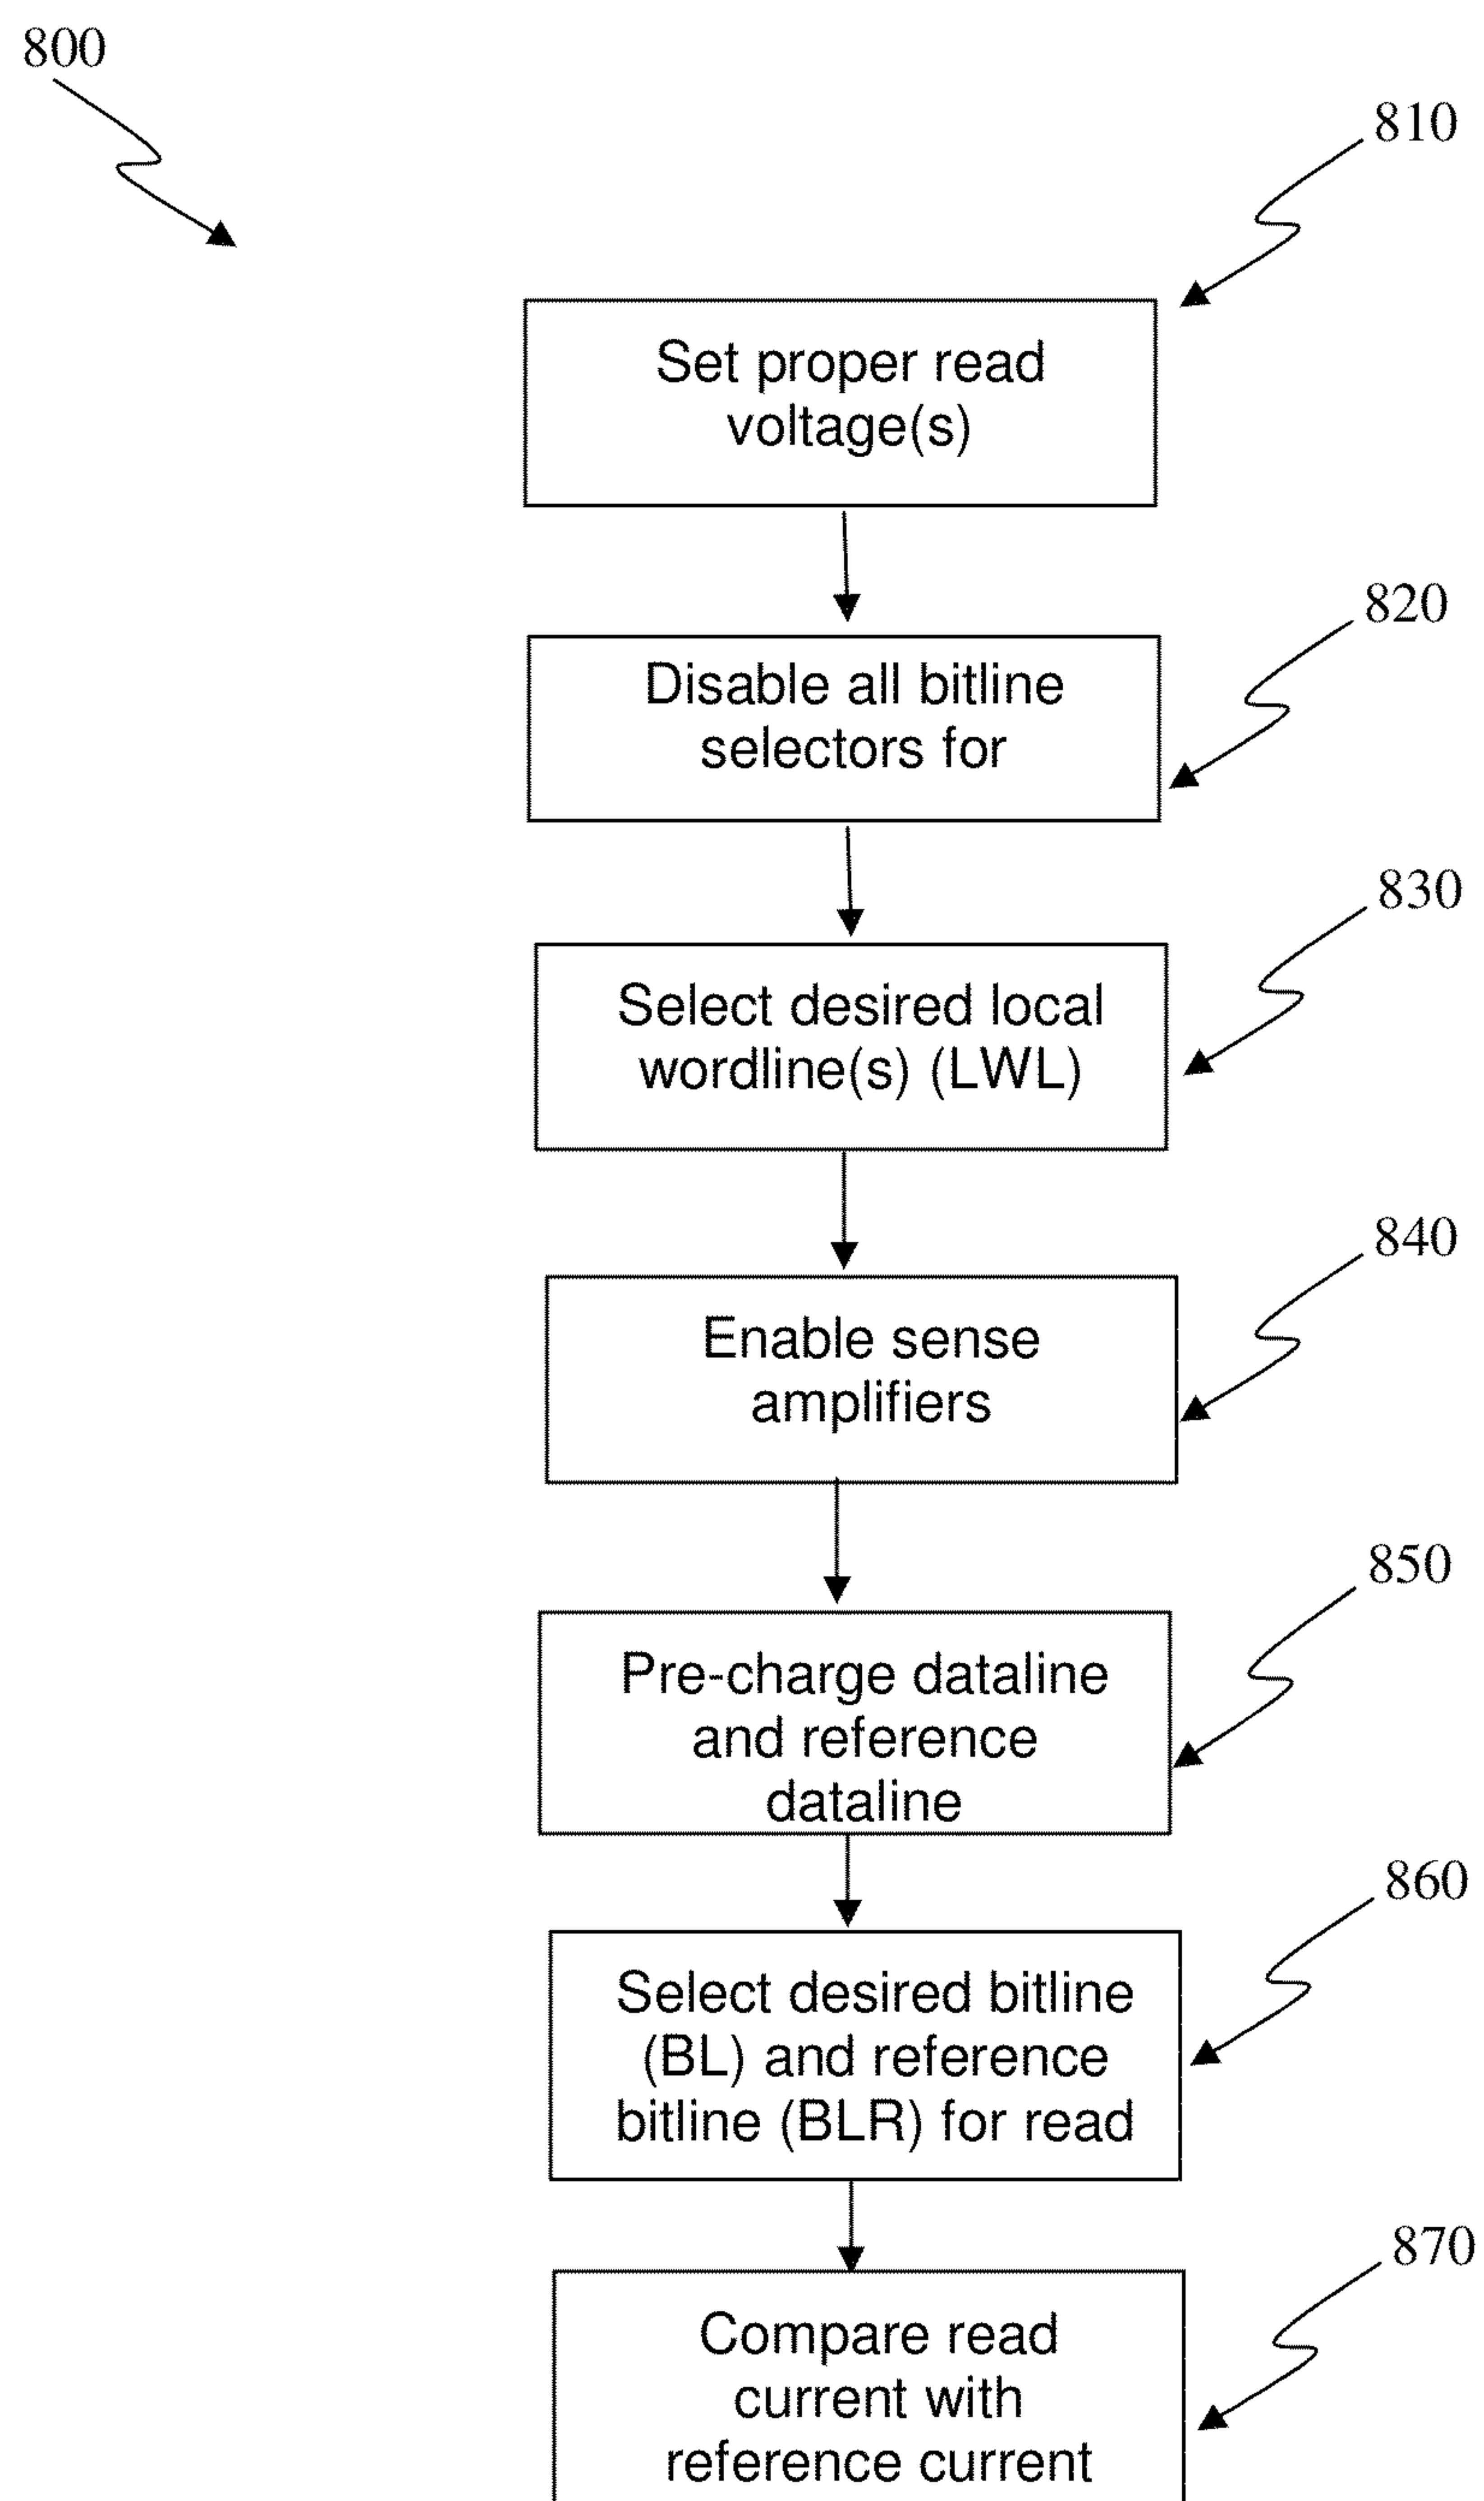 800
810
Set proper read
voltage(s)
820
Disable all bitline
selectors for
830
Select desired local
wordline(s) (LWL)
840
Enable sense
amplifiers
850
Pre-charge dataline
and reference
dataline
860
Select desired bitline
(BL) and reference
bitline (BLR) for read
870
Compare read
current with
reference current